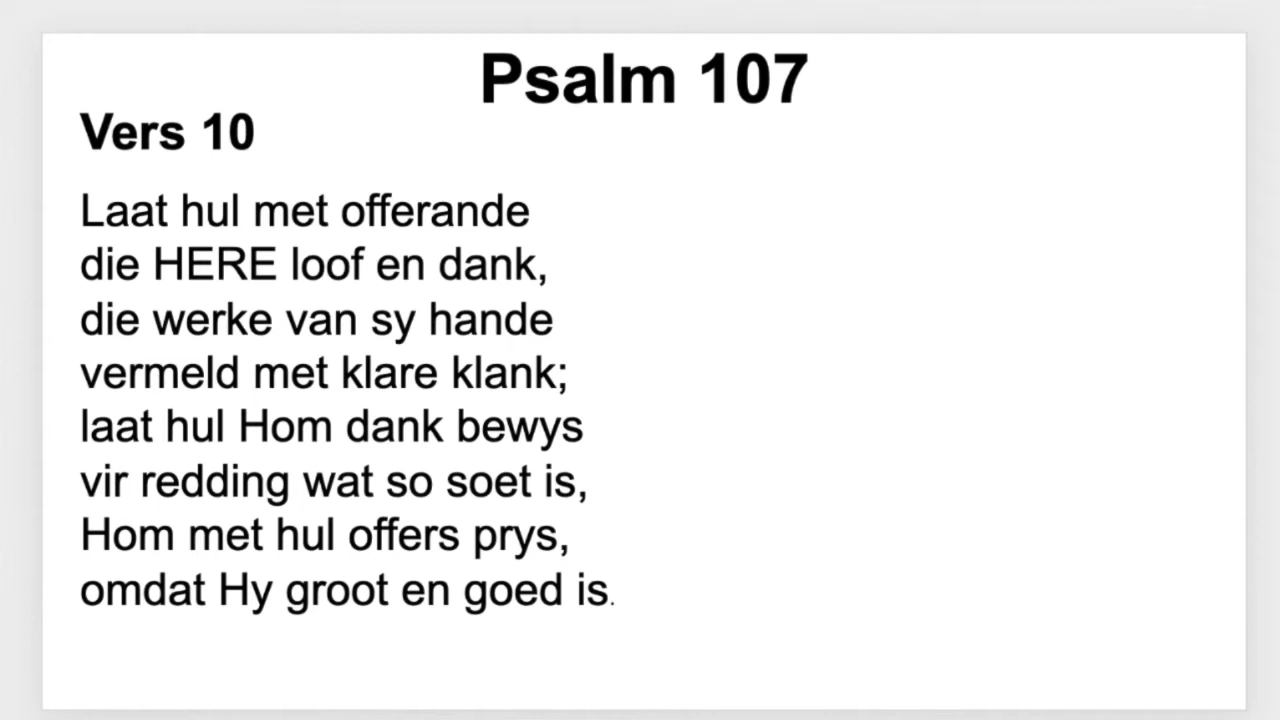 Psalm 107
Vers 10
Laat hul met offerande
die HERE loof en dank,
die werke van sy hande
vermeld met klare klank;
laat hul Hom dank bewys
vir redding wat so soet is,
Hom met hul offers prys,
omdat Hy groot en goed is.